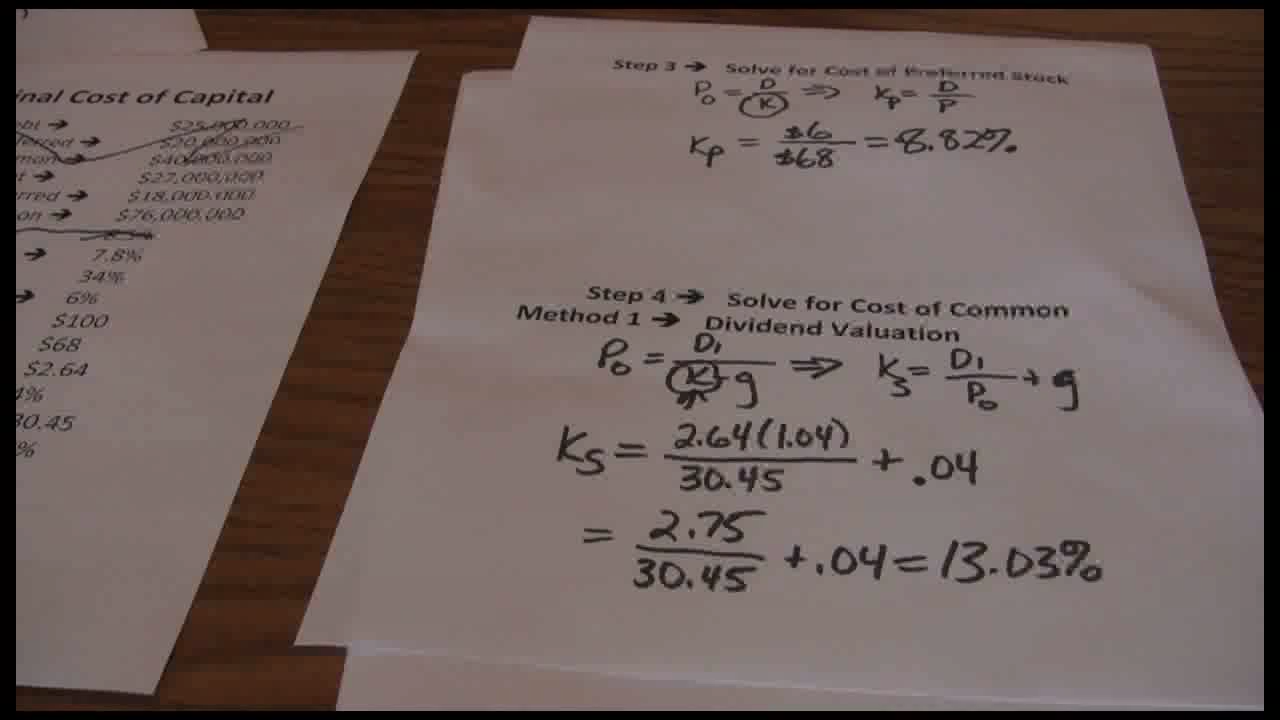 inal Cost of Capital
ebt → $25,000,000
ferred → $20,000,000
mon → $40,000,000
t → $27,000,000
rred → $18,000,000
on → $76,000,000
→ 7.8%
34%
→ 6%
$100
$68
$2.64
4%
30.45
%
Step 3 → Solve for Cost of Preferred Stock
P₀ = D/K ⇒ Kp = D/P
Kp = $6/$68 = 8.82%
Step 4 → Solve for Cost of Common
Method 1 → Dividend Valuation
P₀ = D₁/K-g ⇒ Ks = D₁/P₀ + g
Ks = 2.64(1.04)/30.45 + .04
= 2.75/30.45 + .04 = 13.03%